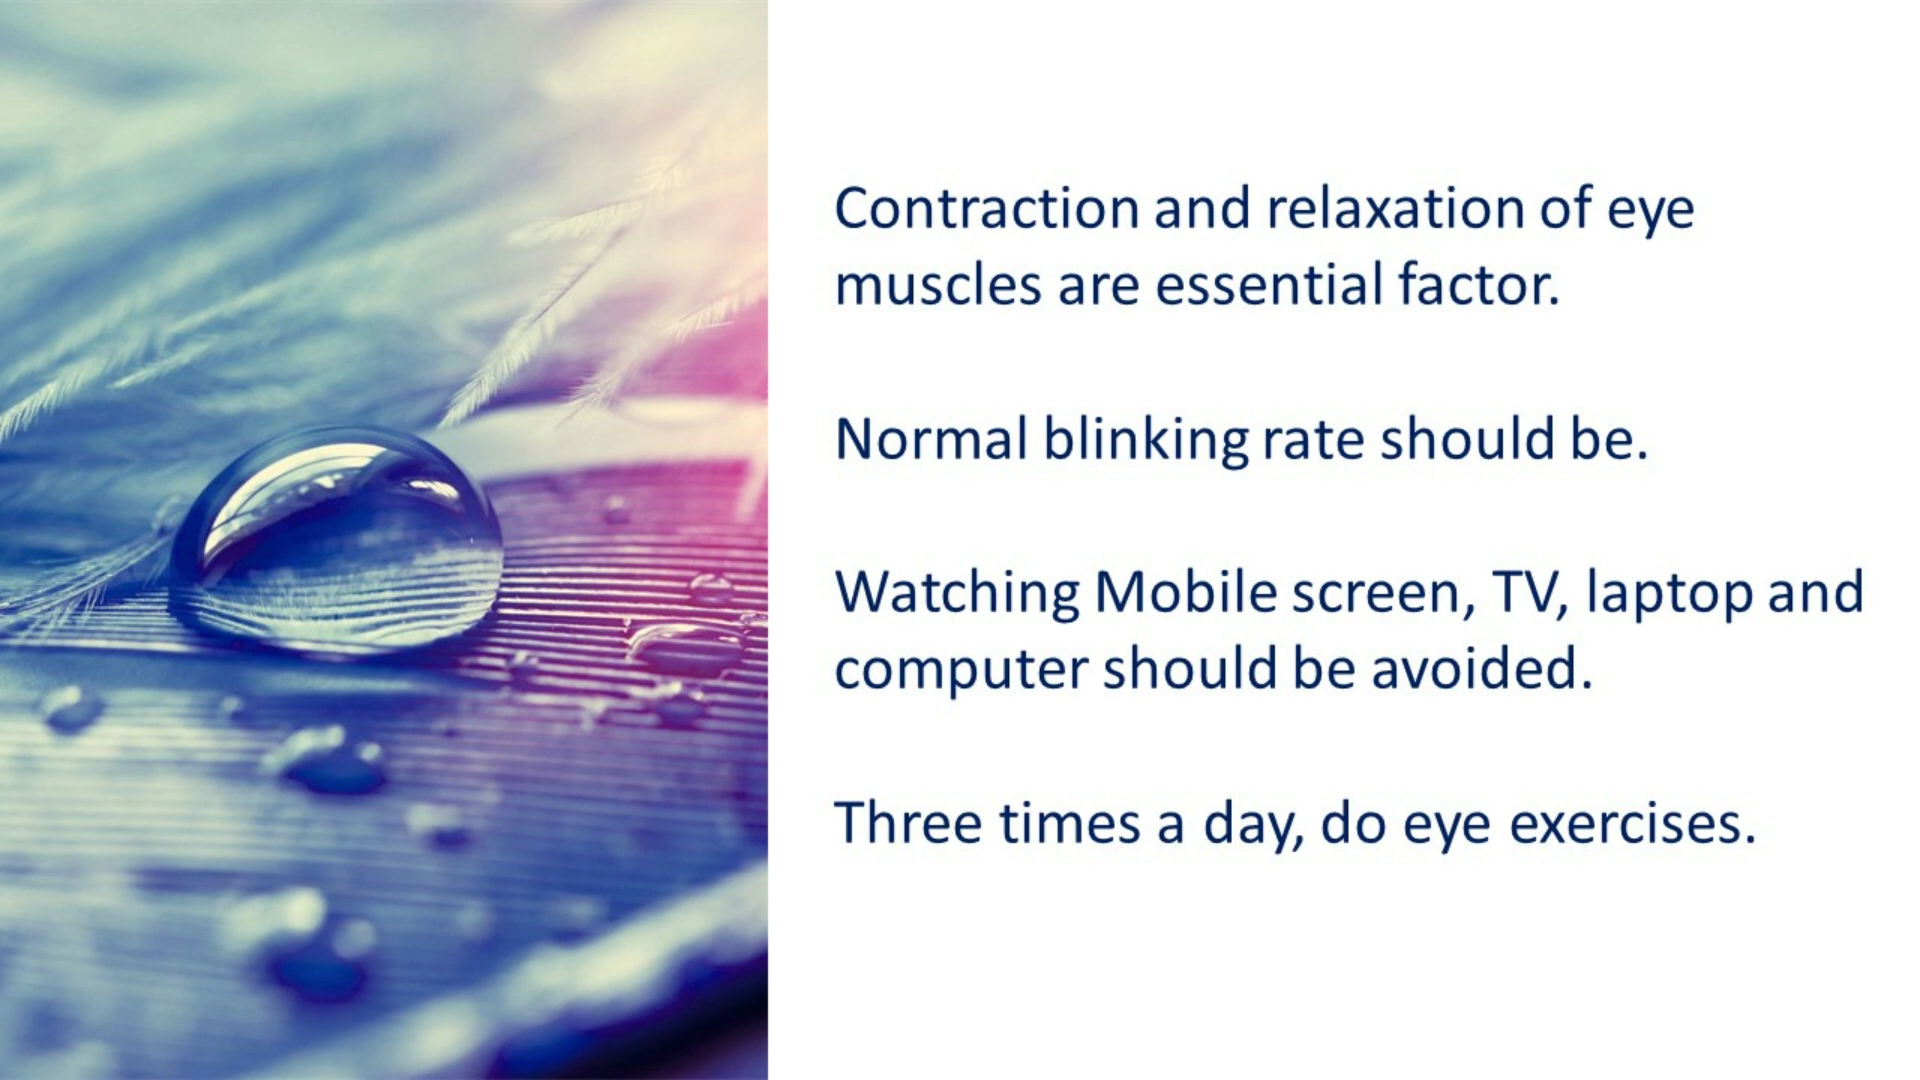 Contraction and relaxation of eye
muscles are essential factor.
Normal blinking rate should be.
Watching Mobile screen, TV, laptop and
computer should be avoided.
Three times a day, do eye exercises.